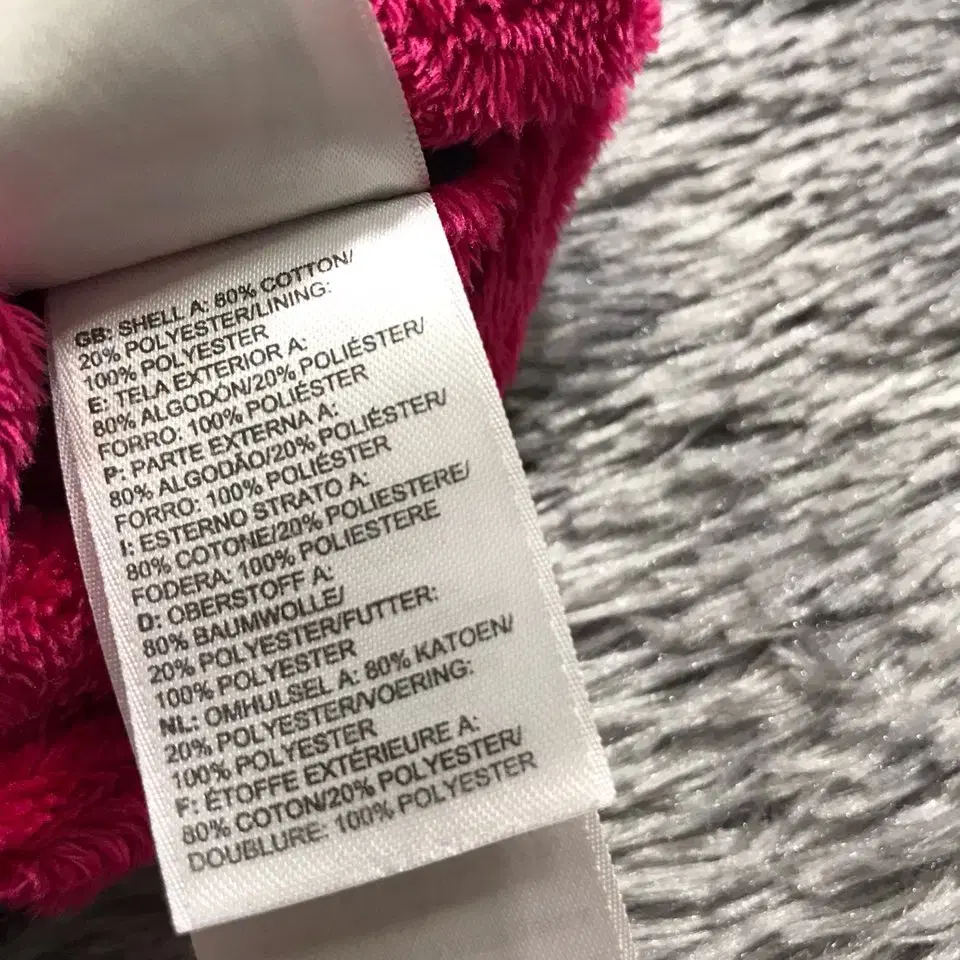 GB: SHELL A: 80% COTTON/
20% POLYESTER/LINING:
100% POLYESTER
E: TELA EXTERIOR A:
80% ALGODÓN/20% POLIÉSTER/
FORRO: 100% POLIÉSTER
P: PARTE EXTERNA A:
80% ALGODÃO/20% POLIÉSTER/
FORRO: 100% POLIÉSTER
I: ESTERNO STRATO A:
80% COTONE/20% POLIESTERE/
FODERA: 100% POLIESTERE
D: OBERSTOFF A:
80% BAUMWOLLE/
20% POLYESTER/FUTTER:
100% POLYESTER
NL: OMHULSEL A: 80% KATOEN/
20% POLYESTER/VOERING:
100% POLYESTER
F: ÉTOFFE EXTÉRIEURE A:
80% COTON/20% POLYESTER/
DOUBLURE: 100% POLYESTER